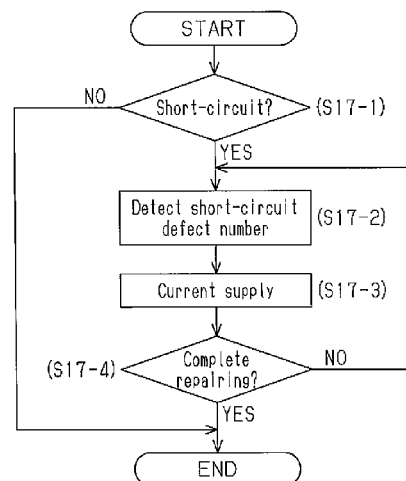 START
NO
Short-circuit?
(S17-1)
YES
Detect short-circuit
defect number
(S17-2)
Current supply
(S17-3)
(S17-4)
Complete
repairing?
NO
YES
END